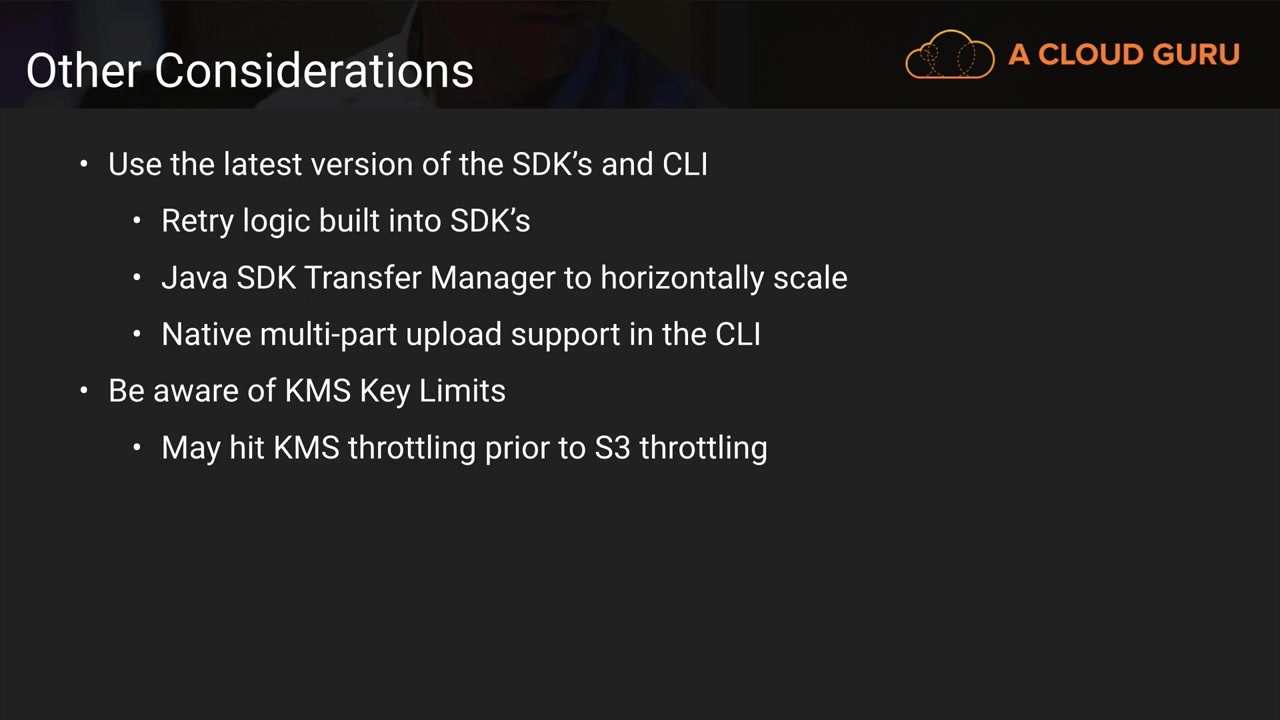 Other Considerations
A CLOUD GURU
• Use the latest version of the SDK’s and CLI
• Retry logic built into SDK’s
• Java SDK Transfer Manager to horizontally scale
• Native multi-part upload support in the CLI
• Be aware of KMS Key Limits
• May hit KMS throttling prior to S3 throttling